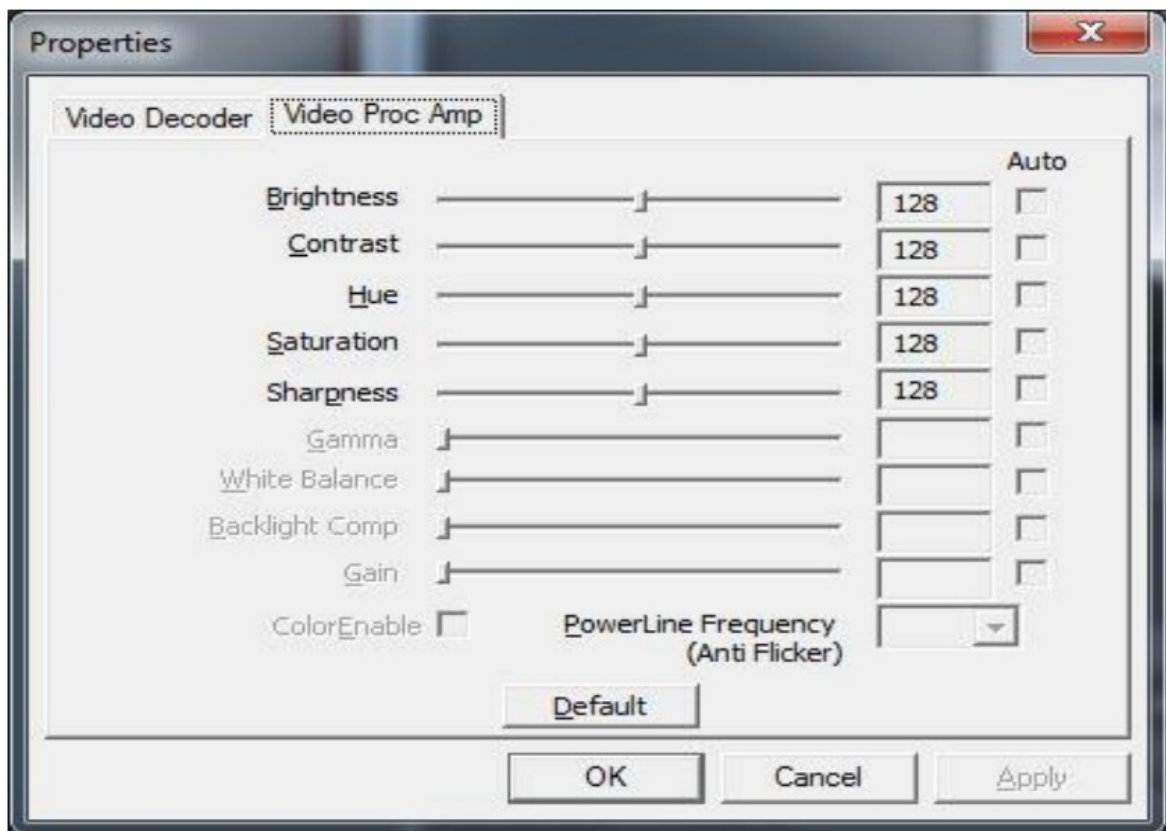 Properties
Video Decoder Video Proc Amp
Auto
Brightness 128
Contrast 128
Hue 128
Saturation 128
Sharpness 128
Gamma
White Balance
Backlight Comp
Gain
ColorEnable PowerLine Frequency
(Anti Flicker)
Default
OK Cancel Apply